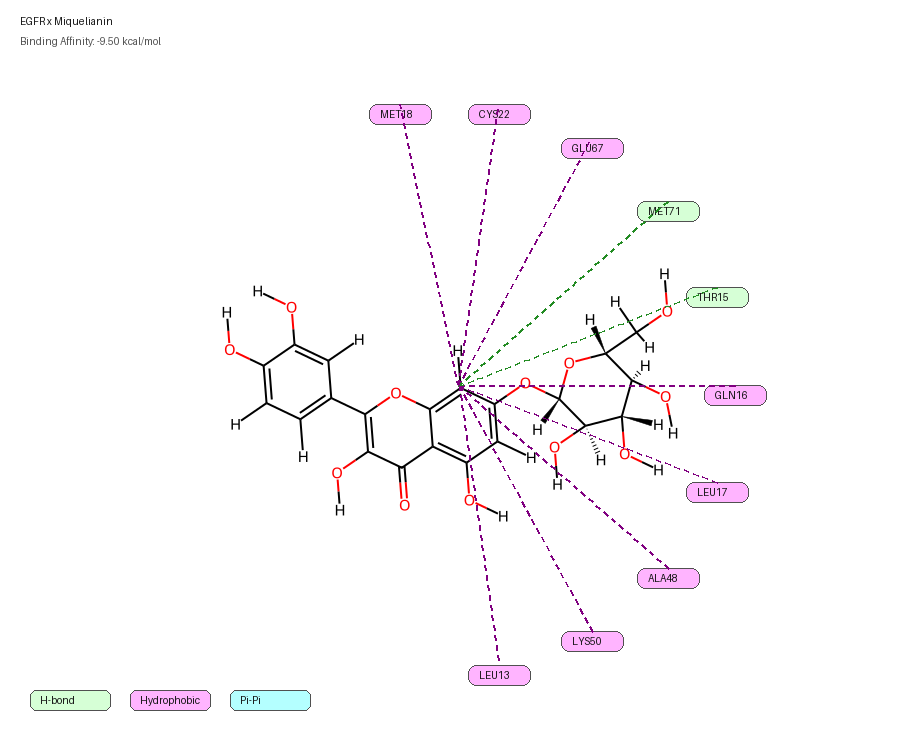 EGFR x Miquelianin
Binding Affinity: -9.50 kcal/mol
MET18
CYS22
GLU67
MET71
THR15
GLN16
LEU17
ALA48
LYS50
LEU13
H
H
O
O
H
H
H
O
O
H
O
O
H
H
O
H
H
O
H
H
H
H
O
H
O
H
H
O
H
H
O
H
H
O
H
H-bond
Hydrophobic
Pi-Pi